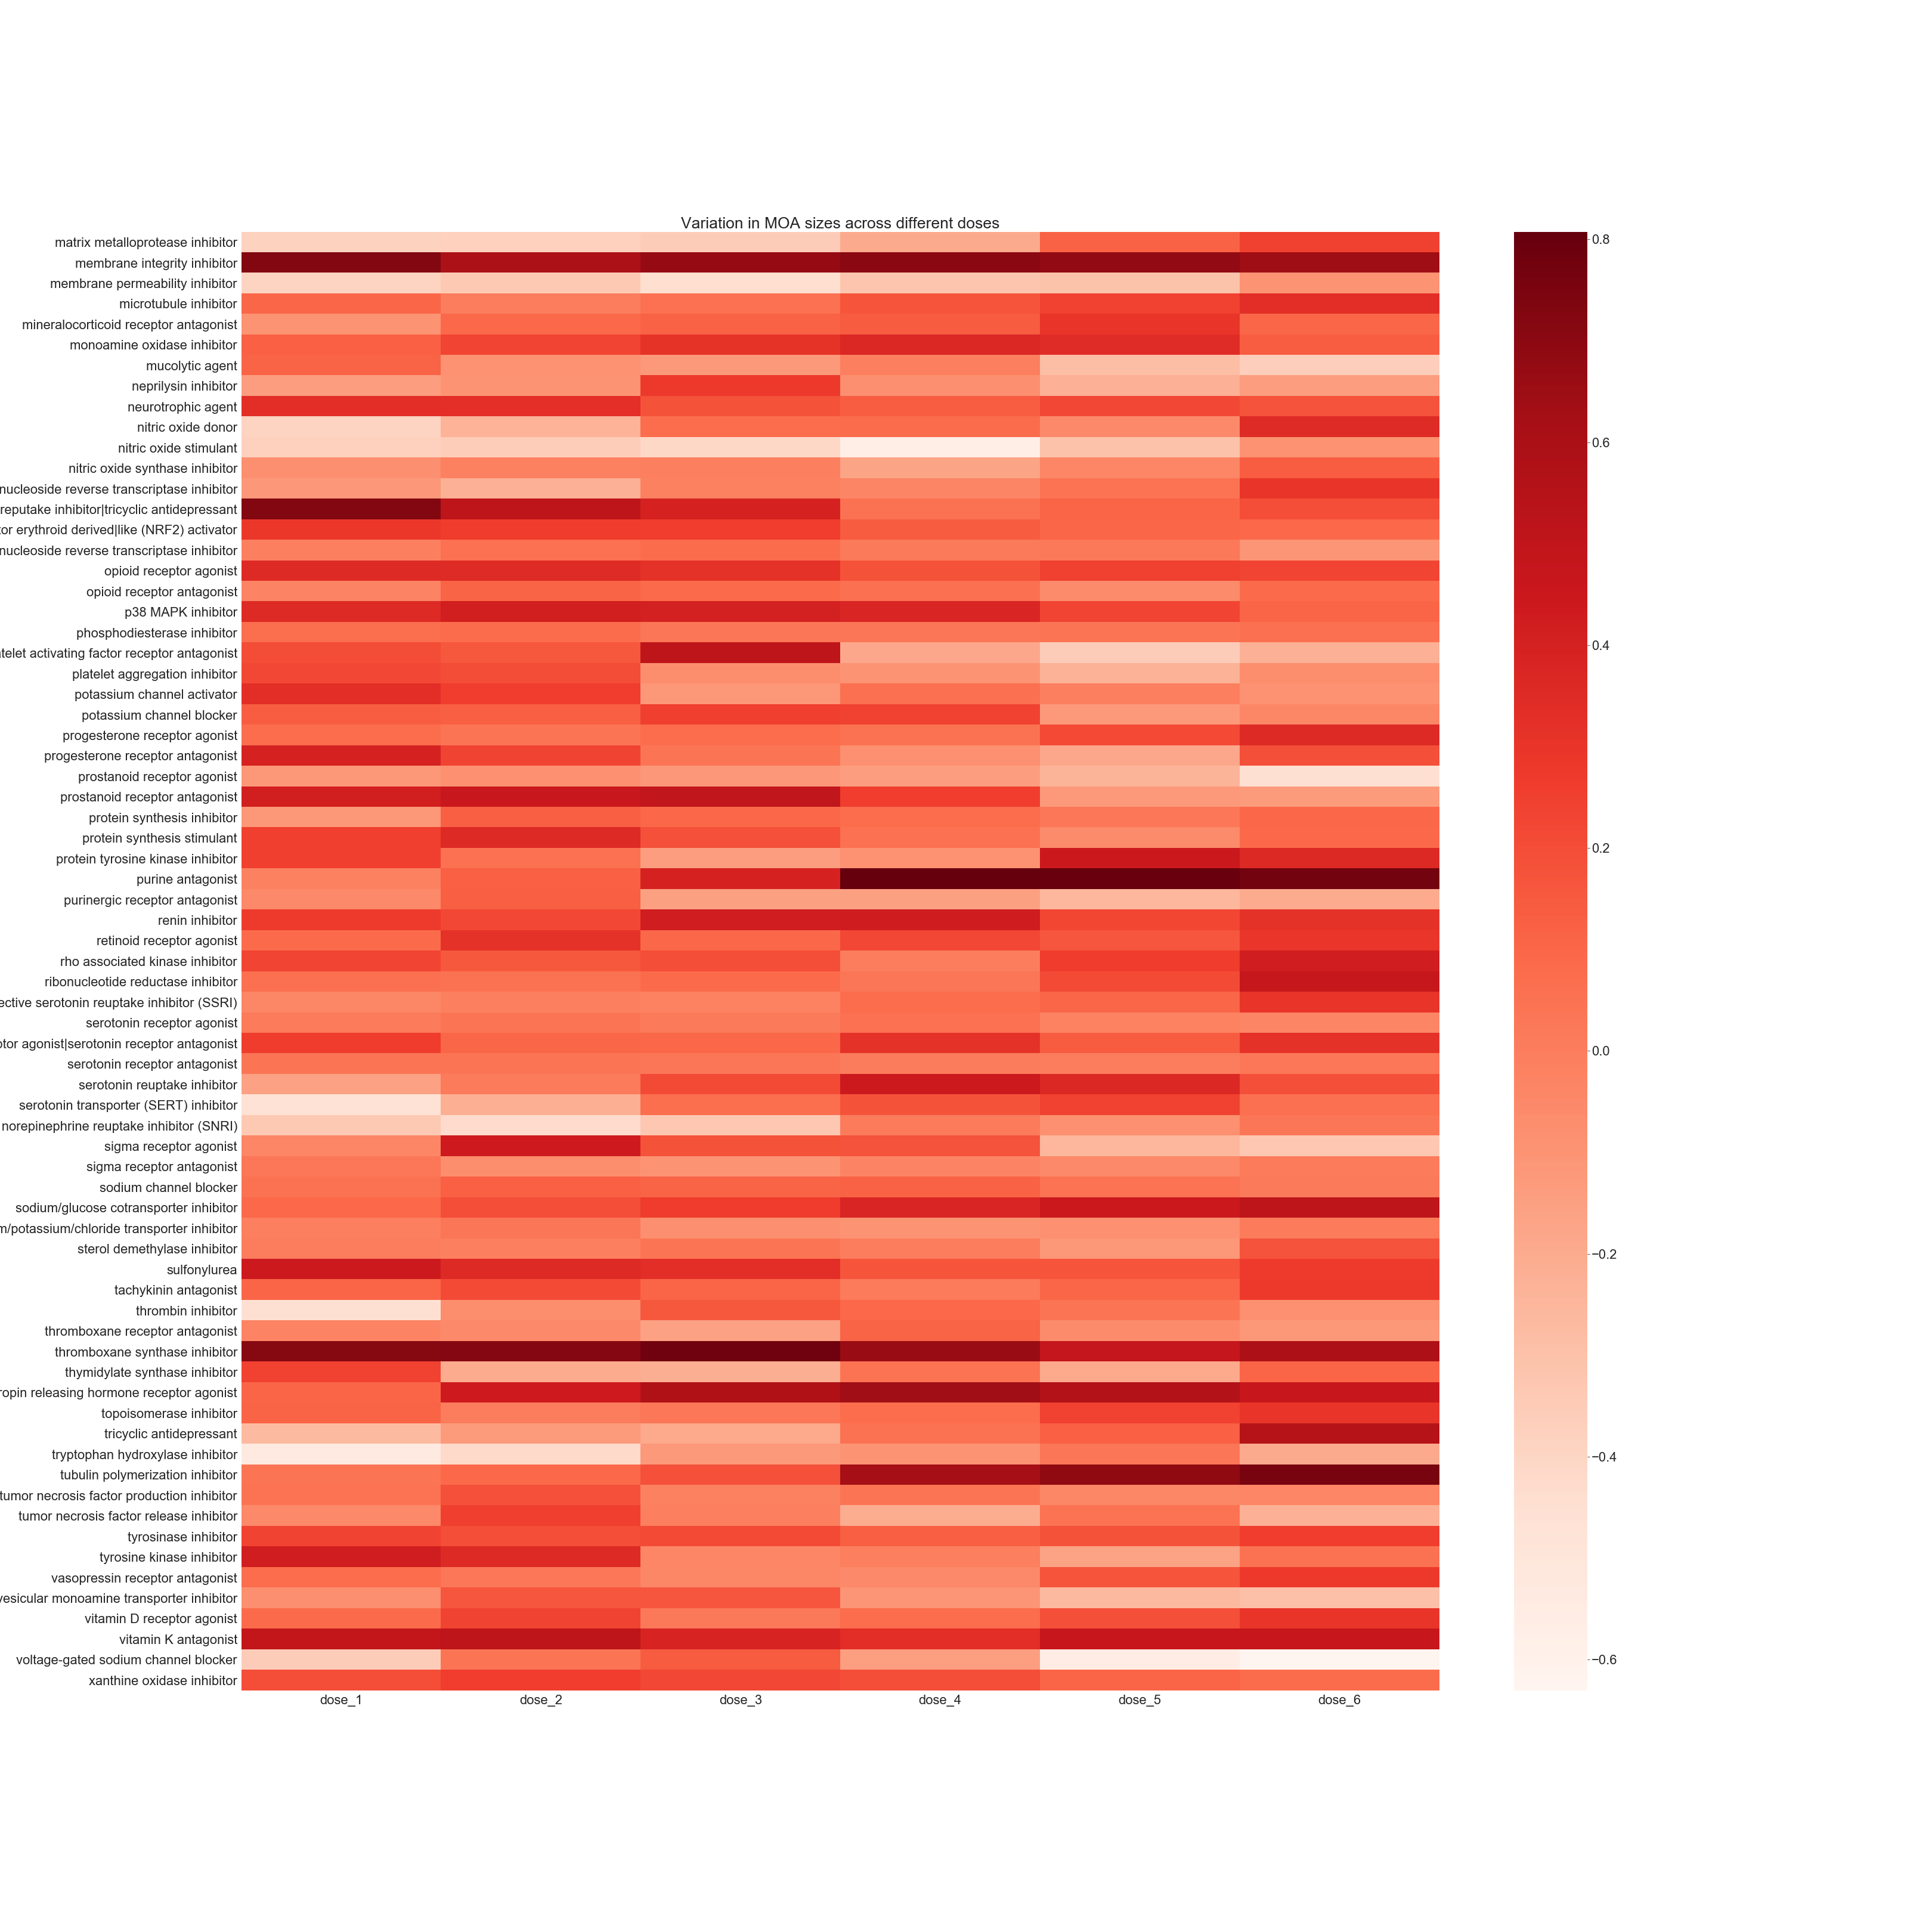 Variation in MOA sizes across different doses
matrix metalloprotease inhibitor
membrane integrity inhibitor
membrane permeability inhibitor
microtubule inhibitor
mineralocorticoid receptor antagonist
monoamine oxidase inhibitor
mucolytic agent
neprilysin inhibitor
neurotrophic agent
nitric oxide donor
nitric oxide stimulant
nitric oxide synthase inhibitor
nucleoside reverse transcriptase inhibitor
reuptake inhibitor|tricyclic antidepressant
tor erythroid derived|like (NRF2) activator
nucleoside reverse transcriptase inhibitor
opioid receptor agonist
opioid receptor antagonist
p38 MAPK inhibitor
phosphodiesterase inhibitor
telet activating factor receptor antagonist
platelet aggregation inhibitor
potassium channel activator
potassium channel blocker
progesterone receptor agonist
progesterone receptor antagonist
prostanoid receptor agonist
prostanoid receptor antagonist
protein synthesis inhibitor
protein synthesis stimulant
protein tyrosine kinase inhibitor
purine antagonist
purinergic receptor antagonist
renin inhibitor
retinoid receptor agonist
rho associated kinase inhibitor
ribonucleotide reductase inhibitor
ective serotonin reuptake inhibitor (SSRI)
serotonin receptor agonist
ptor agonist|serotonin receptor antagonist
serotonin receptor antagonist
serotonin reuptake inhibitor
serotonin transporter (SERT) inhibitor
norepinephrine reuptake inhibitor (SNRI)
sigma receptor agonist
sigma receptor antagonist
sodium channel blocker
sodium/glucose cotransporter inhibitor
m/potassium/chloride transporter inhibitor
sterol demethylase inhibitor
sulfonylurea
tachykinin antagonist
thrombin inhibitor
thromboxane receptor antagonist
thromboxane synthase inhibitor
thymidylate synthase inhibitor
ropin releasing hormone receptor agonist
topoisomerase inhibitor
tricyclic antidepressant
tryptophan hydroxylase inhibitor
tubulin polymerization inhibitor
tumor necrosis factor production inhibitor
tumor necrosis factor release inhibitor
tyrosinase inhibitor
tyrosine kinase inhibitor
vasopressin receptor antagonist
vesicular monoamine transporter inhibitor
vitamin D receptor agonist
vitamin K antagonist
voltage-gated sodium channel blocker
xanthine oxidase inhibitor
dose_1 dose_2 dose_3 dose_4 dose_5 dose_6
0.8
0.6
0.4
0.2
0.0
−0.2
−0.4
−0.6